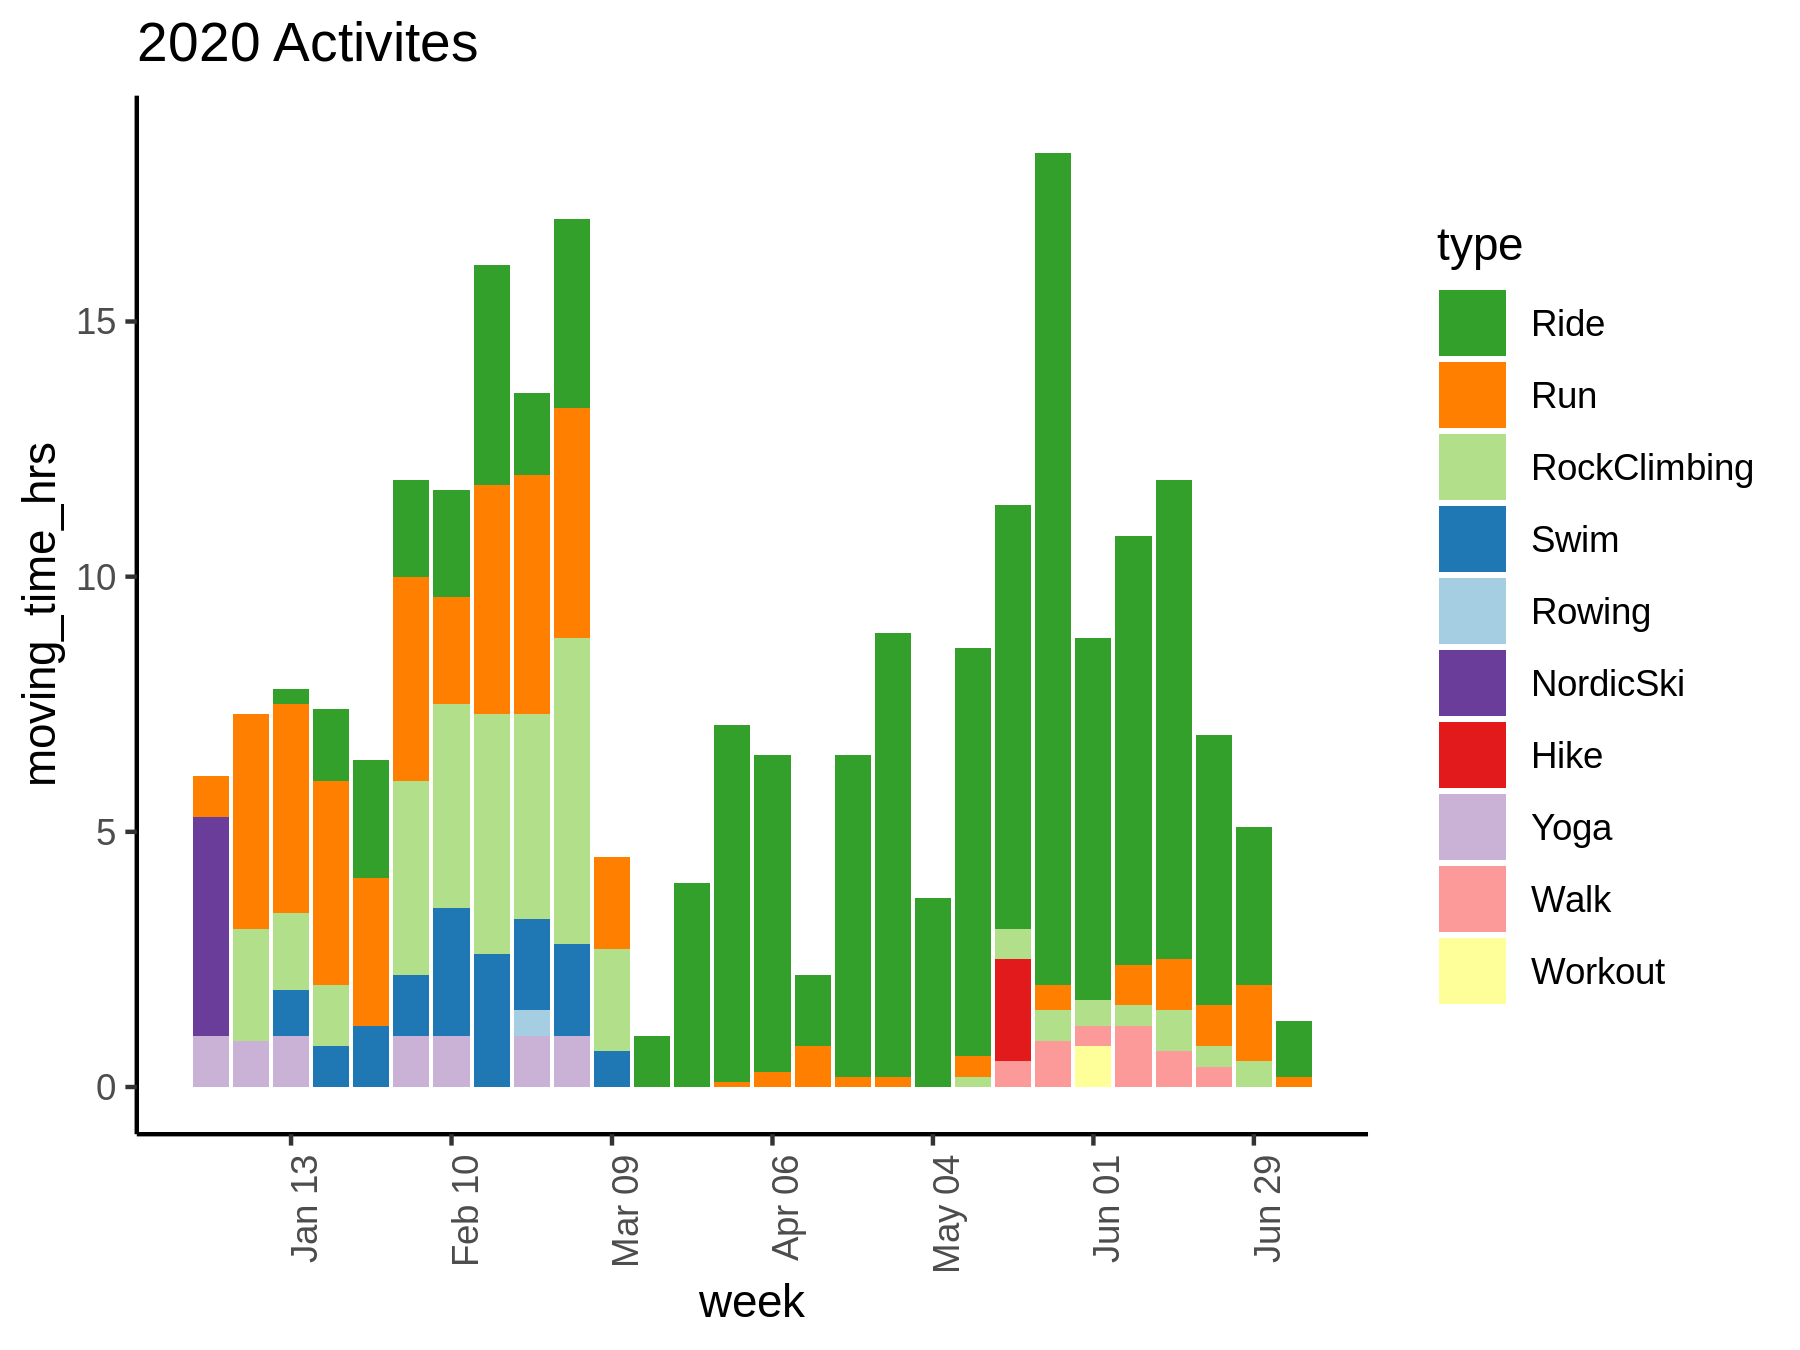 2020 Activites
moving_time_hrs
15
10
5
0
Jan 13
Feb 10
Mar 09
Apr 06
May 04
Jun 01
Jun 29
week
type
Ride
Run
RockClimbing
Swim
Rowing
NordicSki
Hike
Yoga
Walk
Workout